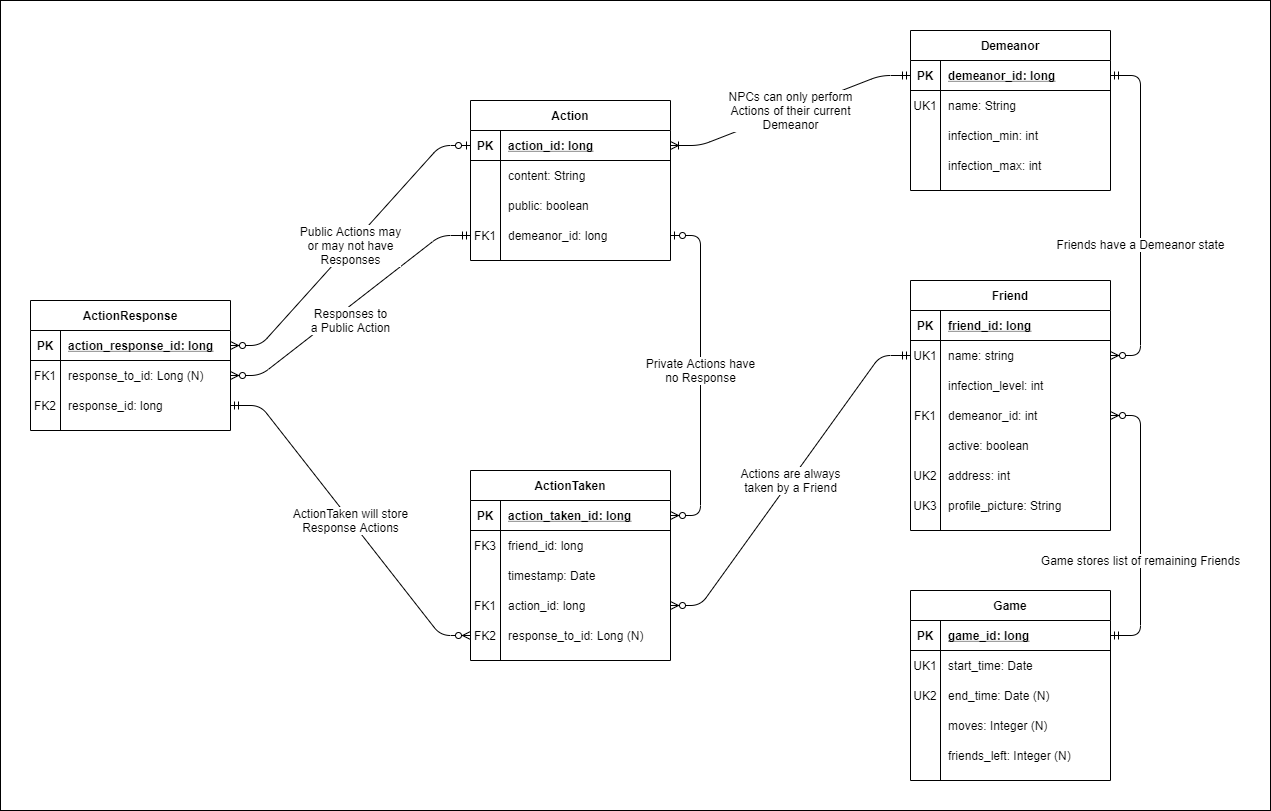 Demeanor
PK demeanor_id: long
UK1 name: String
infection_min: int
infection_max: int
NPCs can only perform
Actions of their current
Demeanor
Action
PK action_id: long
content: String
public: boolean
FK1 demeanor_id: long
Public Actions may
or may not have
Responses
Friends have a Demeanor state
Responses to
a Public Action
ActionResponse
PK action_response_id: long
FK1 response_to_id: Long (N)
FK2 response_id: long
Friend
PK friend_id: long
UK1 name: string
infection_level: int
FK1 demeanor_id: int
active: boolean
UK2 address: int
UK3 profile_picture: String
Private Actions have
no Response
Actions are always
taken by a Friend
ActionTaken will store
Response Actions
ActionTaken
PK action_taken_id: long
FK3 friend_id: long
timestamp: Date
FK1 action_id: long
FK2 response_to_id: Long (N)
Game stores list of remaining Friends
Game
PK game_id: long
UK1 start_time: Date
UK2 end_time: Date (N)
moves: Integer (N)
friends_left: Integer (N)